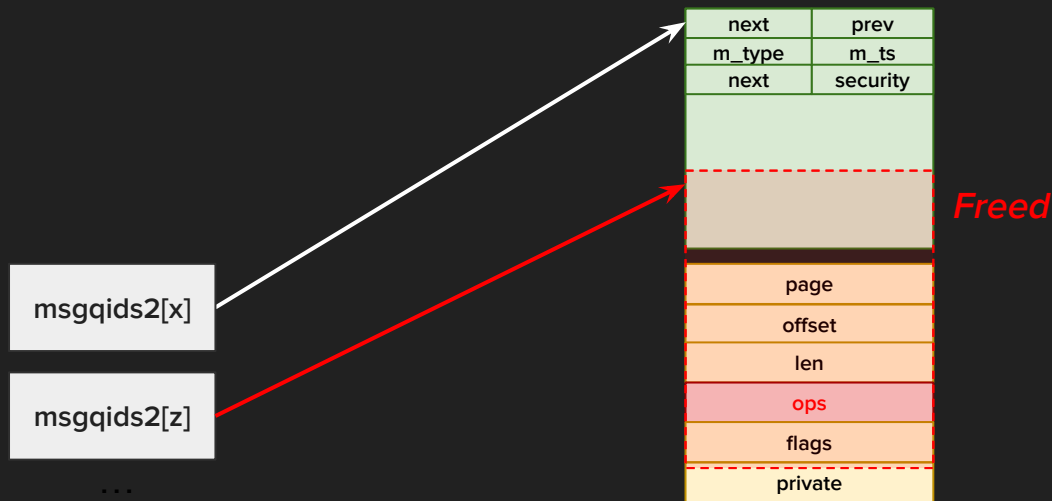 next prev
m_type m_ts
next security
Freed
msgqids2[x]
page
offset
len
msgqids2[z]
ops
flags
...
private